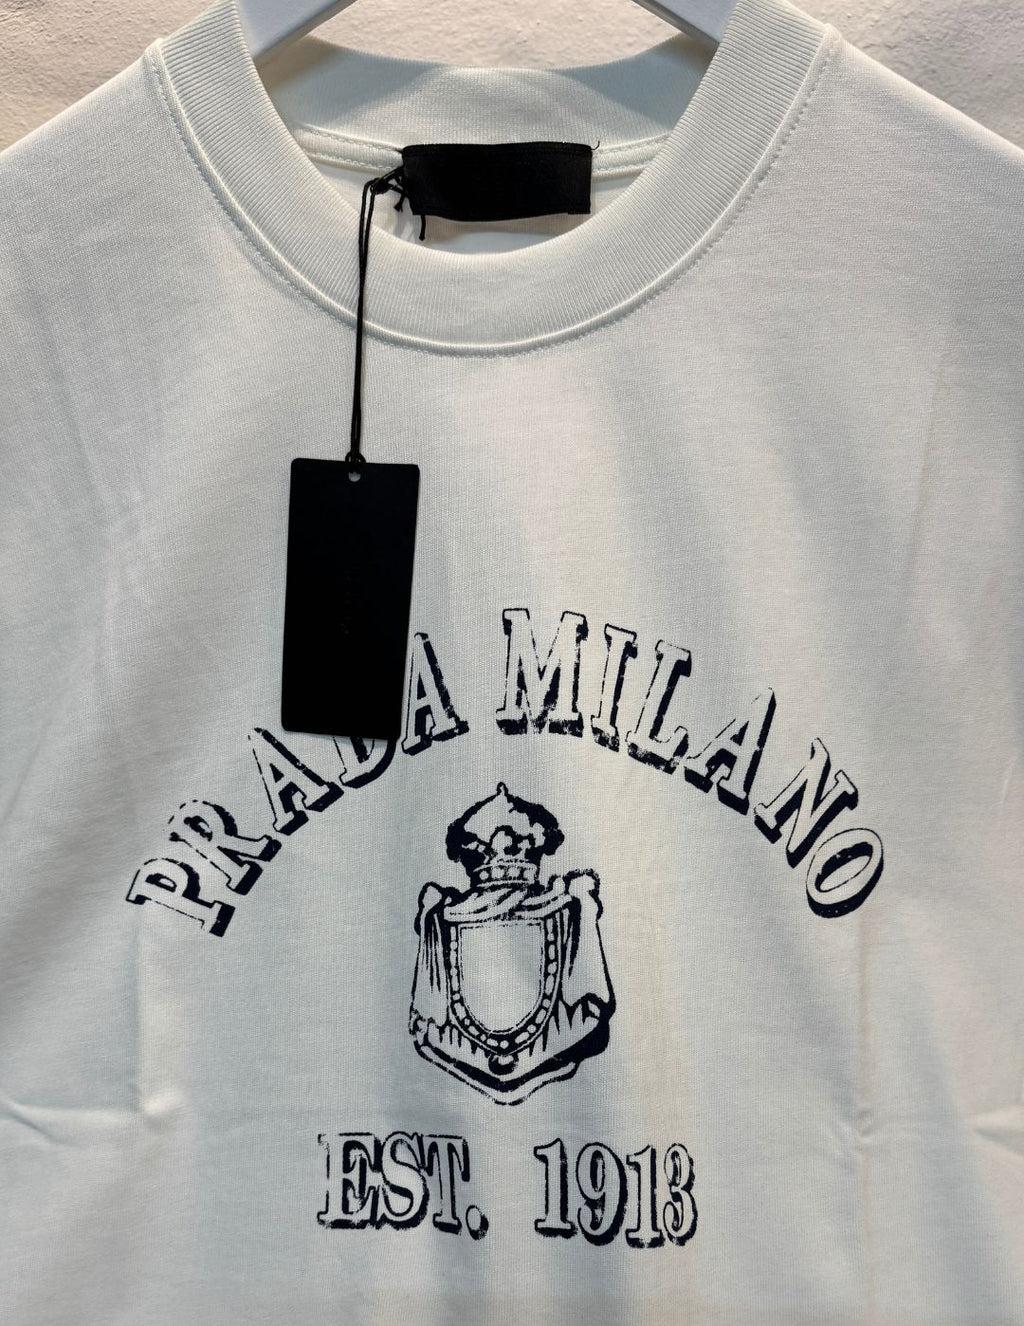 PRADA MILANO
EST. 1913